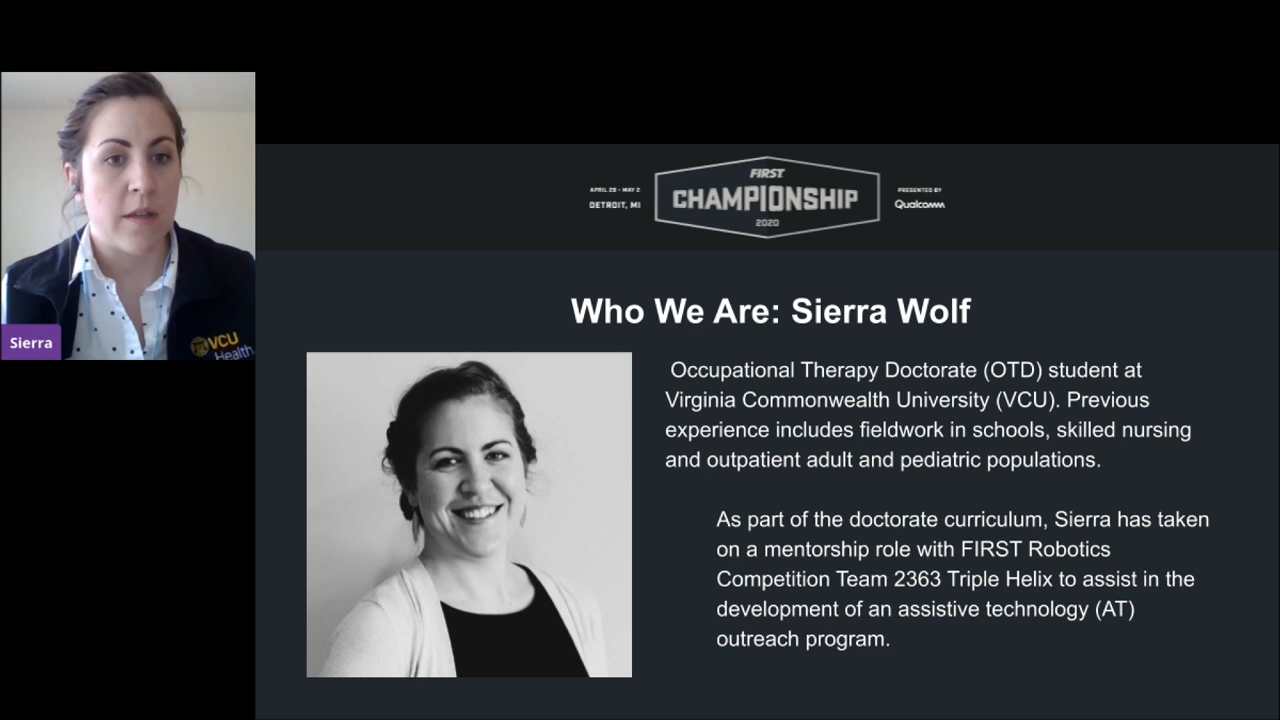 APRIL 29 - MAY 2
DETROIT, MI
FIRST
CHAMPIONSHIP
2020
PRESENTED BY
Qualcomm
Sierra
VCU
Health
Who We Are: Sierra Wolf
Occupational Therapy Doctorate (OTD) student at
Virginia Commonwealth University (VCU). Previous
experience includes fieldwork in schools, skilled nursing
and outpatient adult and pediatric populations.
As part of the doctorate curriculum, Sierra has taken
on a mentorship role with FIRST Robotics
Competition Team 2363 Triple Helix to assist in the
development of an assistive technology (AT)
outreach program.